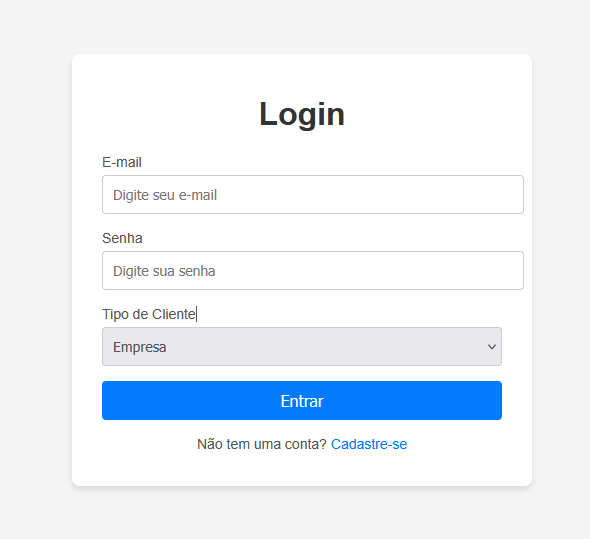 Login
E-mail
Digite seu e-mail
Senha
Digite sua senha
Tipo de Cliente
Empresa
Entrar
Não tem uma conta? Cadastre-se